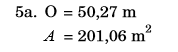 5a. O = 50,27 m
A = 201,06 m²